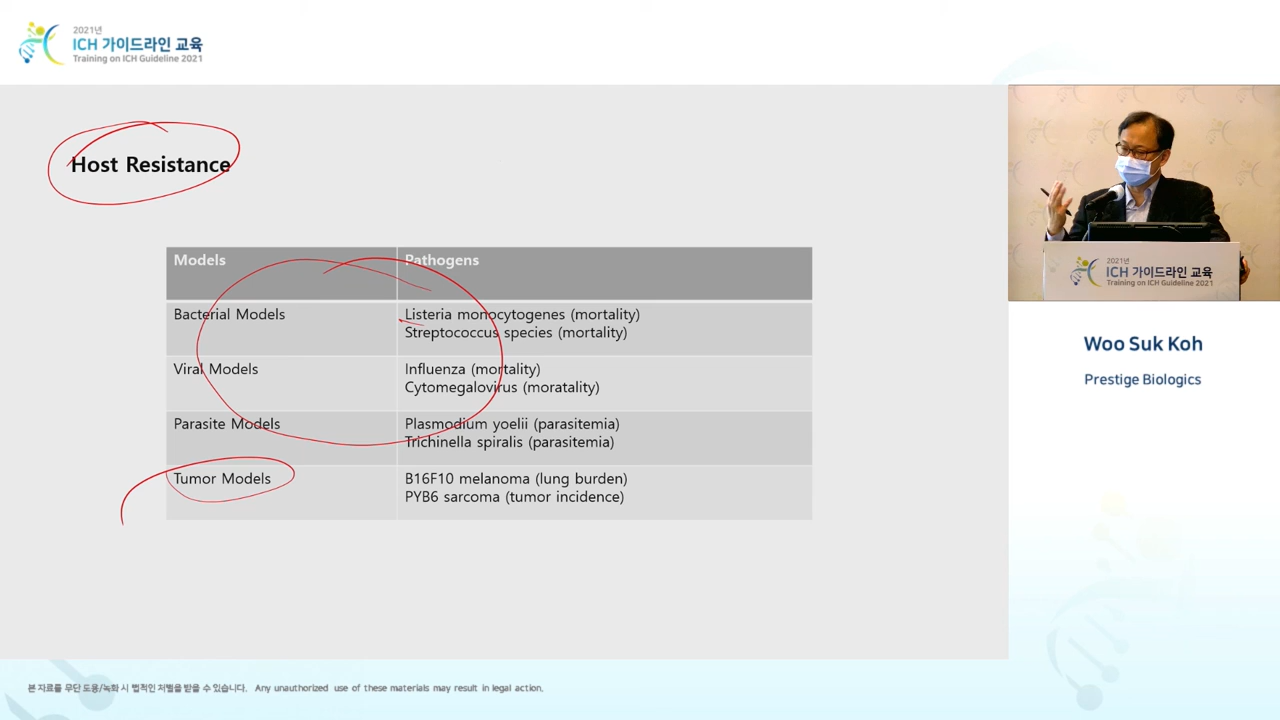 2021년
ICH 가이드라인 교육
Training on ICH Guideline 2021
Host Resistance
Models Pathogens
Bacterial Models Listeria monocytogenes (mortality)
Streptococcus species (mortality)
Viral Models Influenza (mortality)
Cytomegalovirus (moratality)
Parasite Models Plasmodium yoelii (parasitemia)
Trichinella spiralis (parasitemia)
Tumor Models B16F10 melanoma (lung burden)
PYB6 sarcoma (tumor incidence)
2021년
ICH 가이드라인 교육
Training on ICH Guideline 2021
Woo Suk Koh
Prestige Biologics
본 자료를 무단 도용/녹화 시 법적인 처벌을 받을 수 있습니다. Any unauthorized use of these materials may result in legal action.